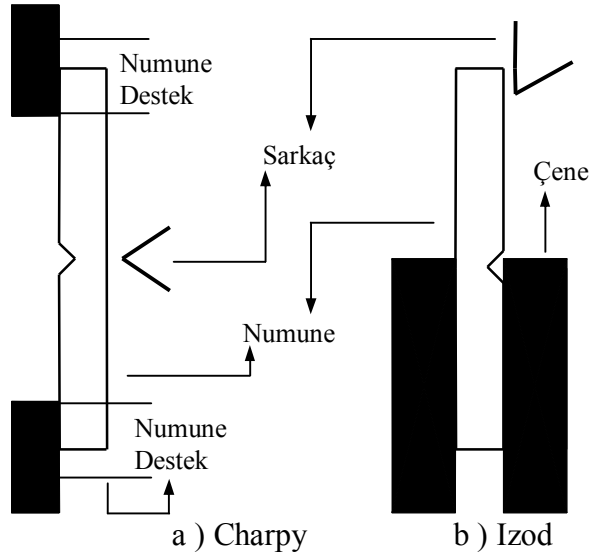 Numune
Destek
Sarkaç
Çene
Numune
Numune
Destek
a ) Charpy
b ) Izod